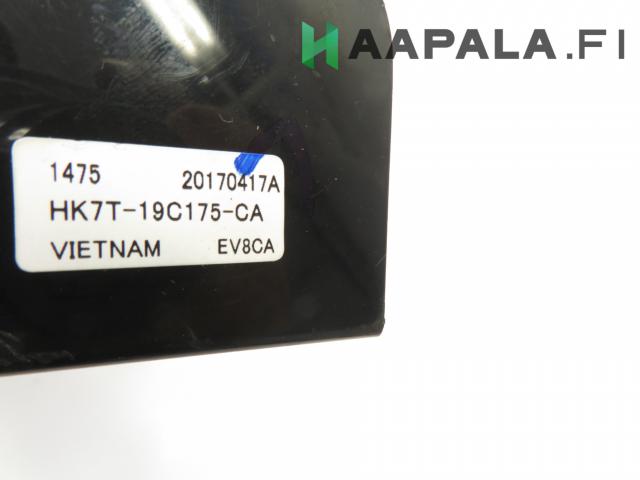 HAAPALA.FI
1475 20170417A
HK7T-19C175-CA
VIETNAM EV8CA